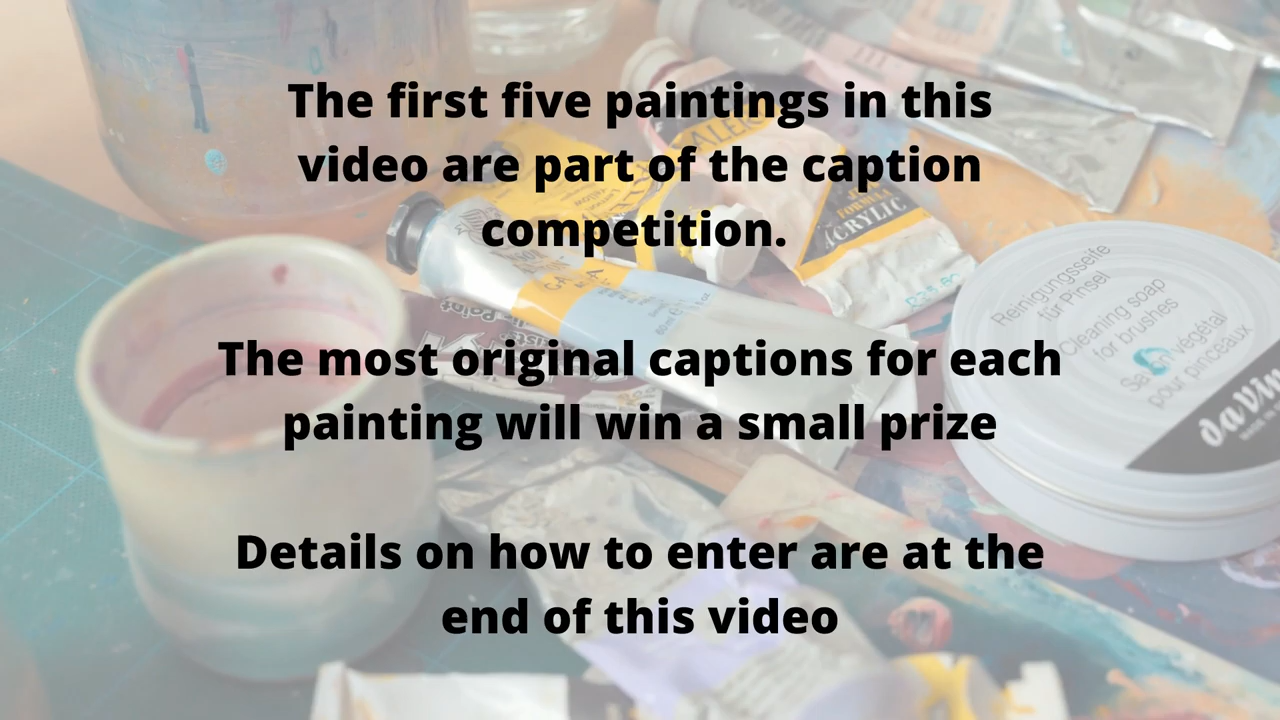 The first five paintings in this
video are part of the caption
competition.
The most original captions for each
painting will win a small prize
Details on how to enter are at the
end of this video
ACRYLIC
Reinigungsseife
für Pinsel
Cleaning soap
for brushes
végétal
pour pinceaux